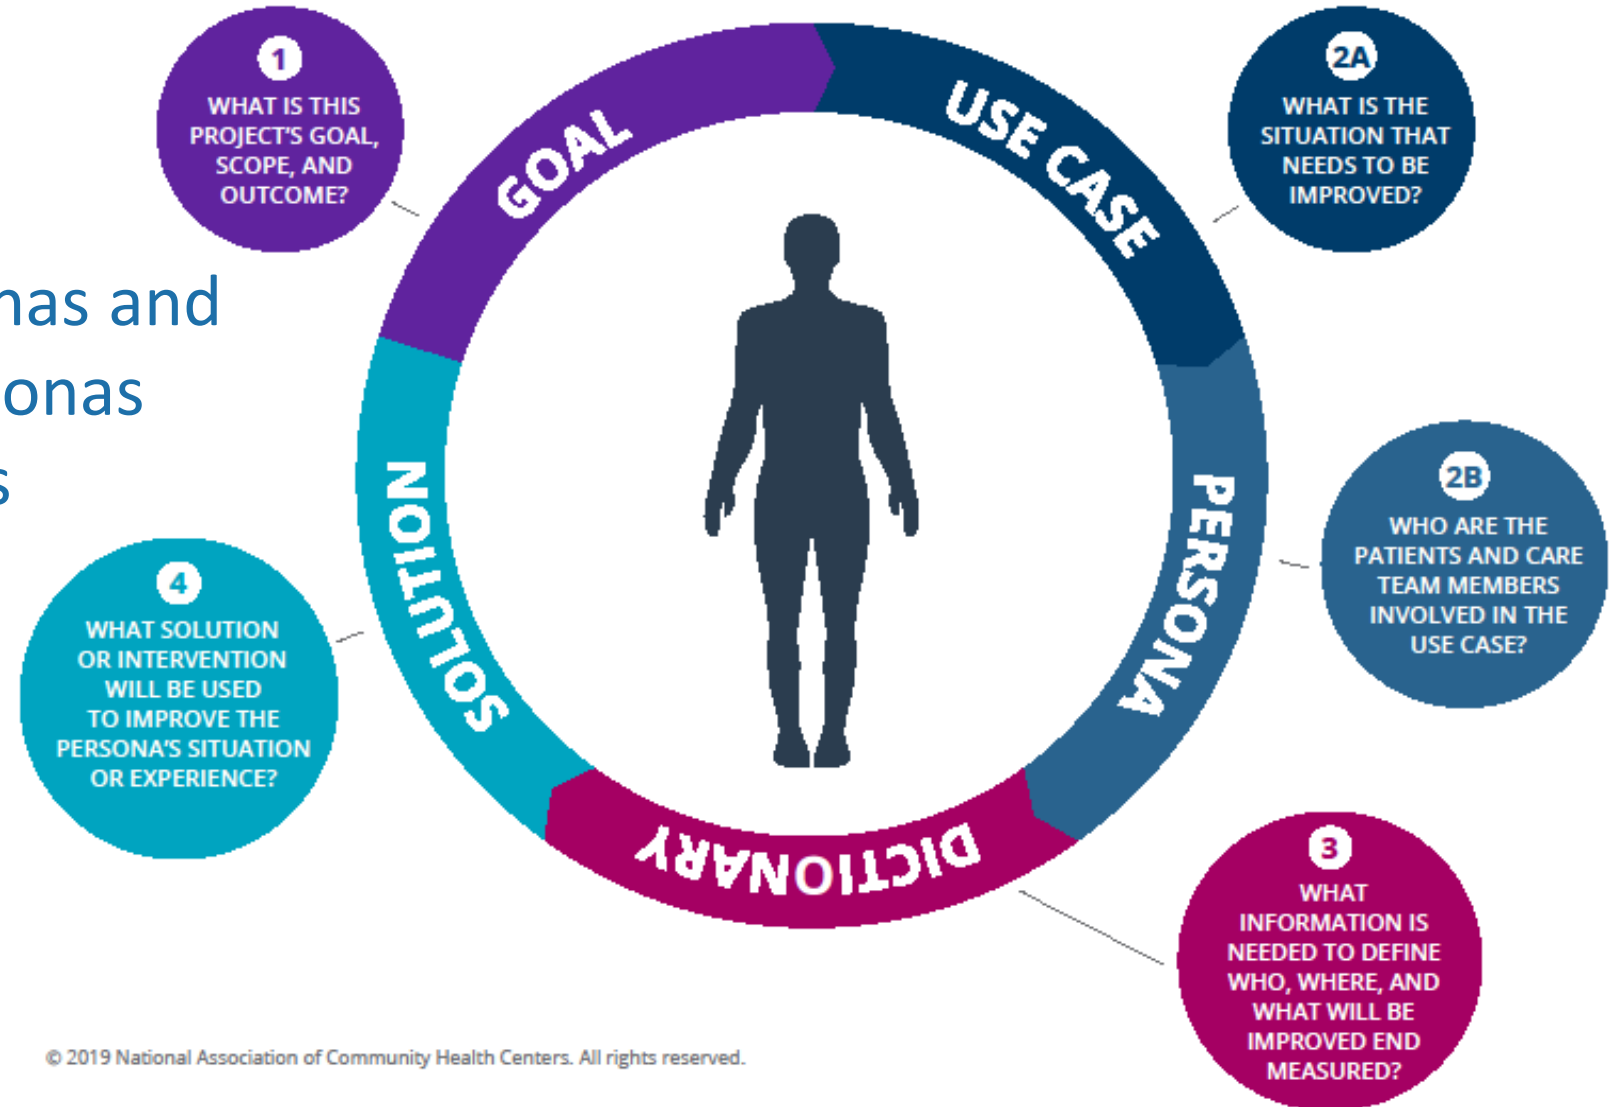 1
WHAT IS THIS
PROJECT'S GOAL,
SCOPE, AND
OUTCOME?
GOAL
USE CASE
2A
WHAT IS THE
SITUATION THAT
NEEDS TO BE
IMPROVED?
nas and
onas
s
PERSONA
2B
WHO ARE THE
PATIENTS AND CARE
TEAM MEMBERS
INVOLVED IN THE
USE CASE?
SOLUTION
4
WHAT SOLUTION
OR INTERVENTION
WILL BE USED
TO IMPROVE THE
PERSONA'S SITUATION
OR EXPERIENCE?
DICTIONARY
3
WHAT
INFORMATION IS
NEEDED TO DEFINE
WHO, WHERE, AND
WHAT WILL BE
IMPROVED END
MEASURED?
© 2019 National Association of Community Health Centers. All rights reserved.